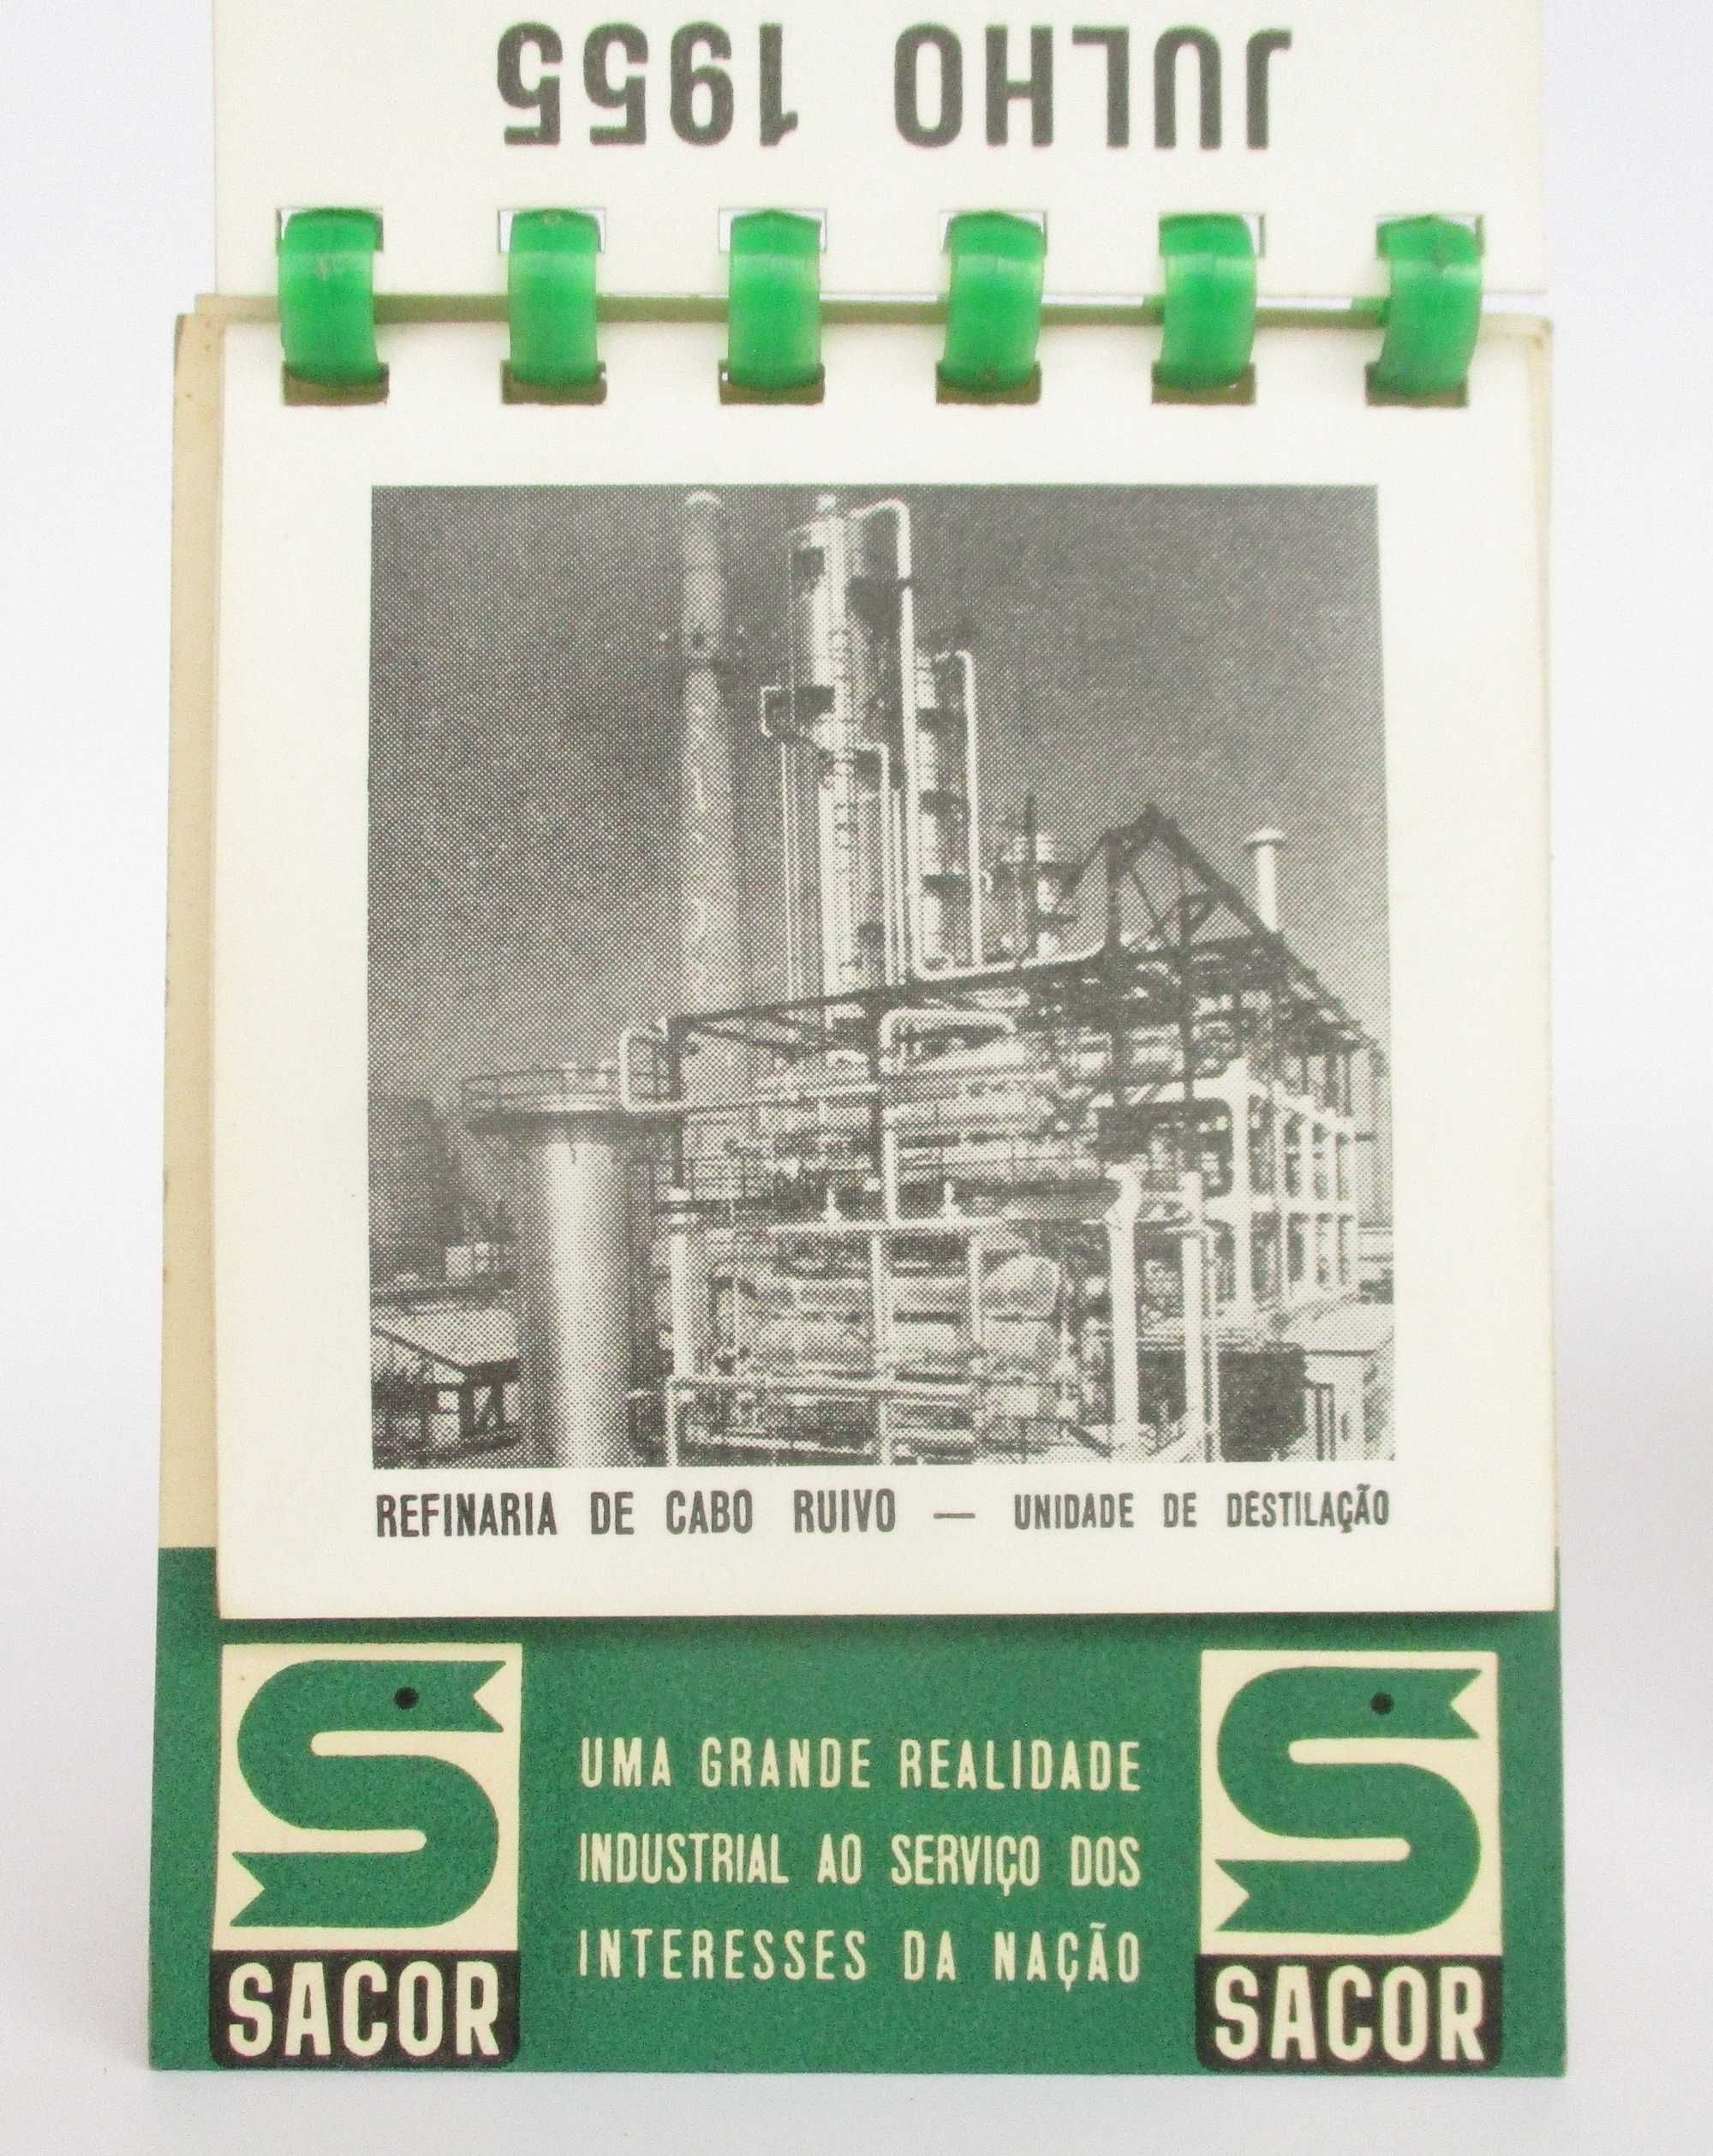 JULHO 1955
REFINARIA DE CABO RUIVO — UNIDADE DE DESTILAÇÃO
SACOR
UMA GRANDE REALIDADE
INDUSTRIAL AO SERVIÇO DOS
INTERESSES DA NAÇÃO
SACOR